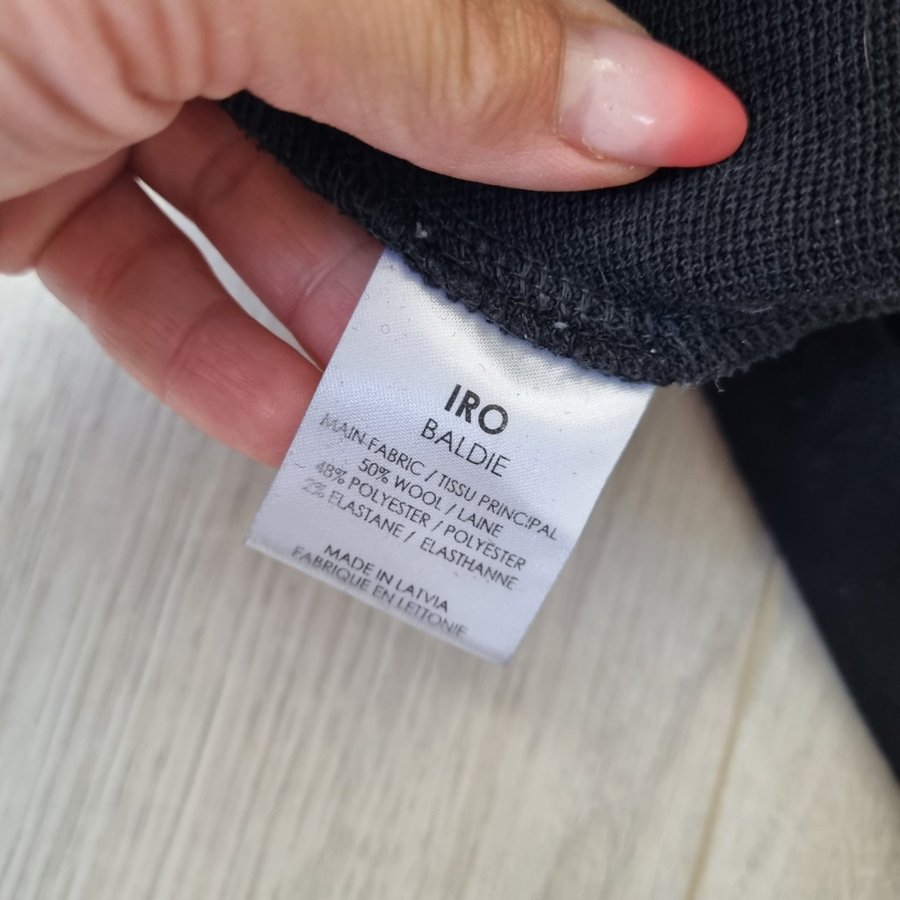 IRO
BALDIE
MAIN FABRIC / TISSU PRINCIPAL
50% WOOL / LAINE
48% POLYESTER / POLYESTER
2% ELASTANE / ELASTHANNE
MADE IN LATVIA
FABRIQUE EN LETTONIE